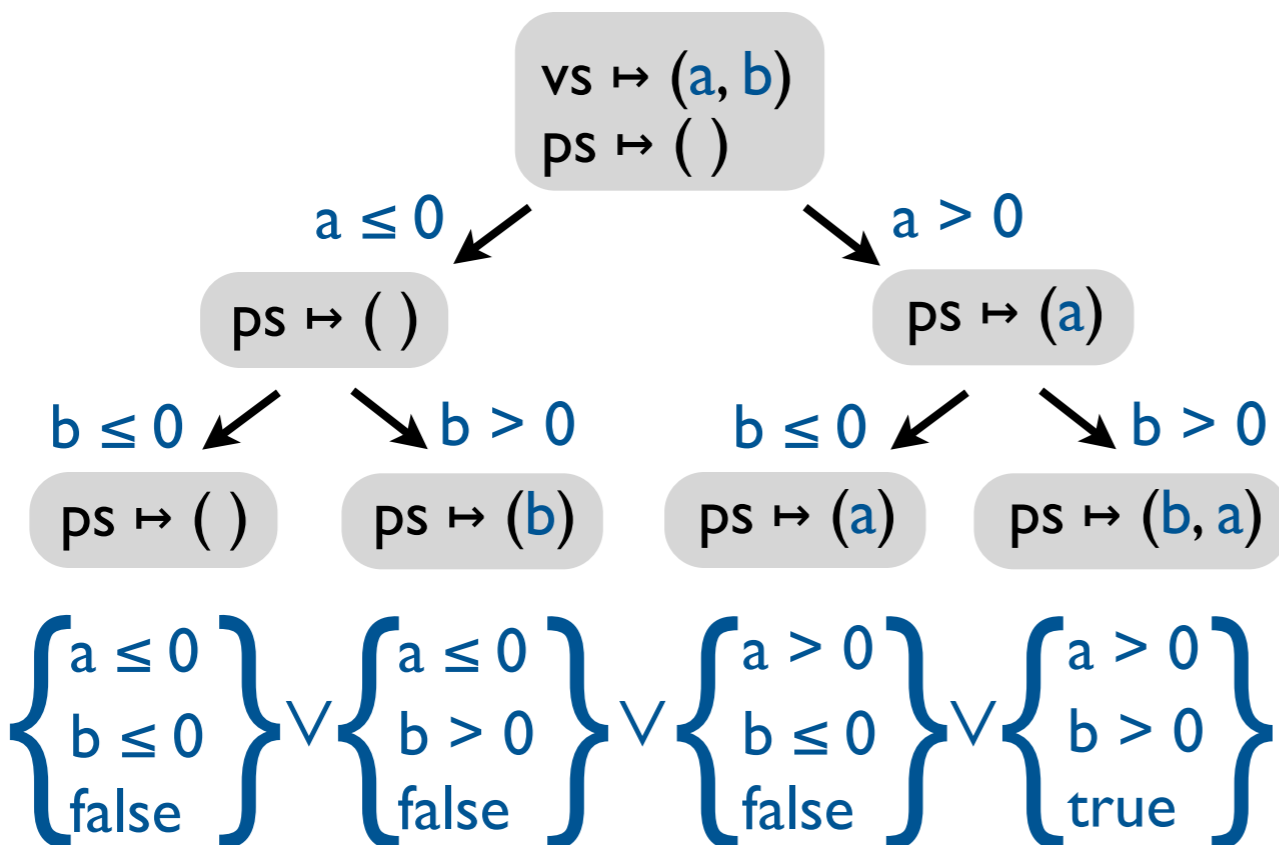 vs ↦ (a, b)
ps ↦ ( )
a ≤ 0
a > 0
ps ↦ ( )
ps ↦ (a)
b ≤ 0
b > 0
b ≤ 0
b > 0
ps ↦ ( )
ps ↦ (b)
ps ↦ (a)
ps ↦ (b, a)
{ a ≤ 0 } ∨ { a ≤ 0 } ∨ { a > 0 } ∨ { a > 0 }
b ≤ 0 b > 0 b ≤ 0 b > 0
false false false true